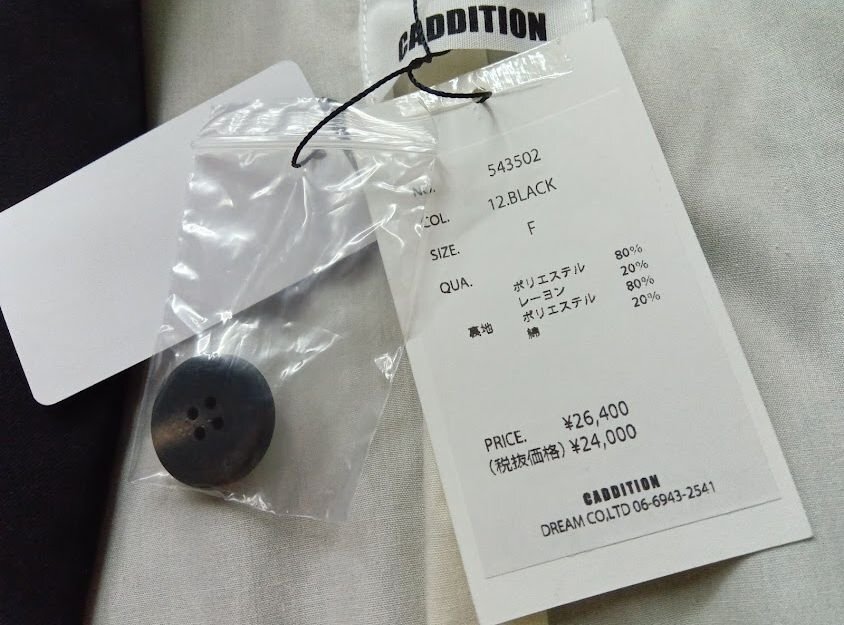 CADDITION
NO. 543502
COL. 12.BLACK
SIZE. F
QUA. ポリエステル 80%
レーヨン 20%
裏地 ポリエステル 80%
綿 20%
PRICE. ¥26,400
(税抜価格) ¥24,000
CADDITION
DREAM CO,LTD 06-6943-2541